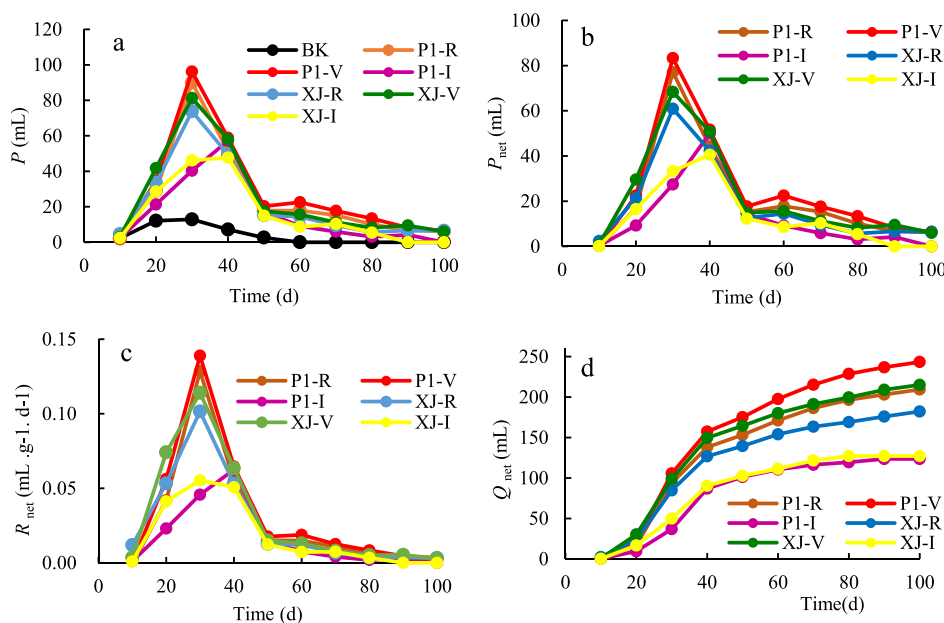 a
120
100
80
60
40
20
0
P (mL)
BK
P1-R
P1-V
P1-I
XJ-R
XJ-V
XJ-I
0
20
40
60
80
100
Time (d)
b
100
80
60
40
20
0
P net (mL)
P1-R
P1-V
P1-I
XJ-R
XJ-V
XJ-I
0
20
40
60
80
100
Time (d)
c
0.15
0.10
0.05
0.00
R net (mL ·g-1. d-1)
P1-R
P1-V
P1-I
XJ-R
XJ-V
XJ-I
0
20
40
60
80
100
Time (d)
d
250
200
150
100
50
0
Q net (mL)
P1-R
P1-V
P1-I
XJ-R
XJ-V
XJ-I
0
20
40
60
80
100
Time(d)